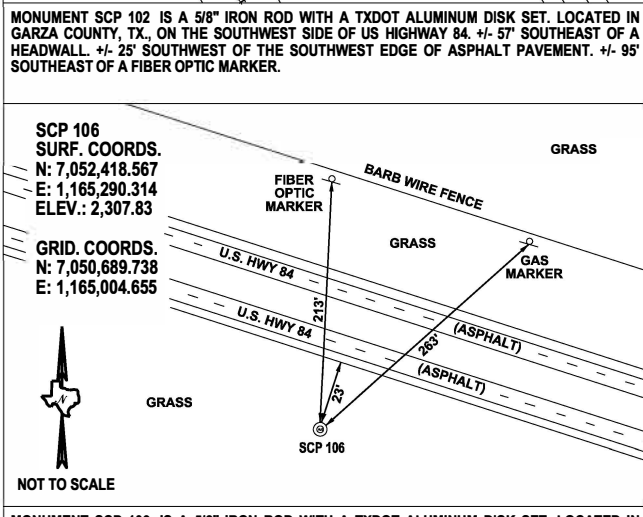 MONUMENT SCP 102 IS A 5/8" IRON ROD WITH A TXDOT ALUMINUM DISK SET. LOCATED IN
GARZA COUNTY, TX., ON THE SOUTHWEST SIDE OF US HIGHWAY 84. +/- 57' SOUTHEAST OF A
HEADWALL. +/- 25' SOUTHWEST OF THE SOUTHWEST EDGE OF ASPHALT PAVEMENT. +/- 95'
SOUTHEAST OF A FIBER OPTIC MARKER.
SCP 106
SURF. COORDS.
N: 7,052,418.567
E: 1,165,290.314
ELEV.: 2,307.83
GRID. COORDS.
N: 7,050,689.738
E: 1,165,004.655
GRASS
FIBER
OPTIC
MARKER
BARB WIRE FENCE
GRASS
GAS
MARKER
U.S. HWY 84
(ASPHALT)
213'
U.S. HWY 84
263'
(ASPHALT)
23'
N
GRASS
SCP 106
NOT TO SCALE